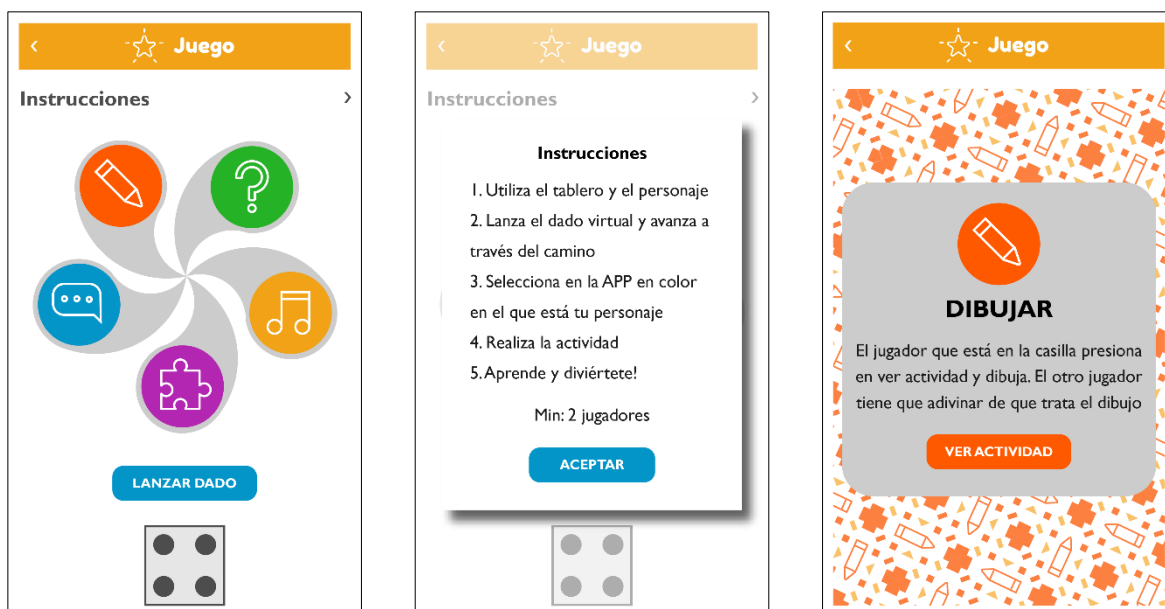 Juego
Instrucciones
LANZAR DADO
Juego
Instrucciones
Instrucciones
1. Utiliza el tablero y el personaje
2. Lanza el dado virtual y avanza a
través del camino
3. Selecciona en la APP en color
en el que está tu personaje
4. Realiza la actividad
5. Aprende y diviértete!
Min: 2 jugadores
ACEPTAR
Juego
DIBUJAR
El jugador que está en la casilla presiona
en ver actividad y dibuja. El otro jugador
tiene que adivinar de que trata el dibujo
VER ACTIVIDAD